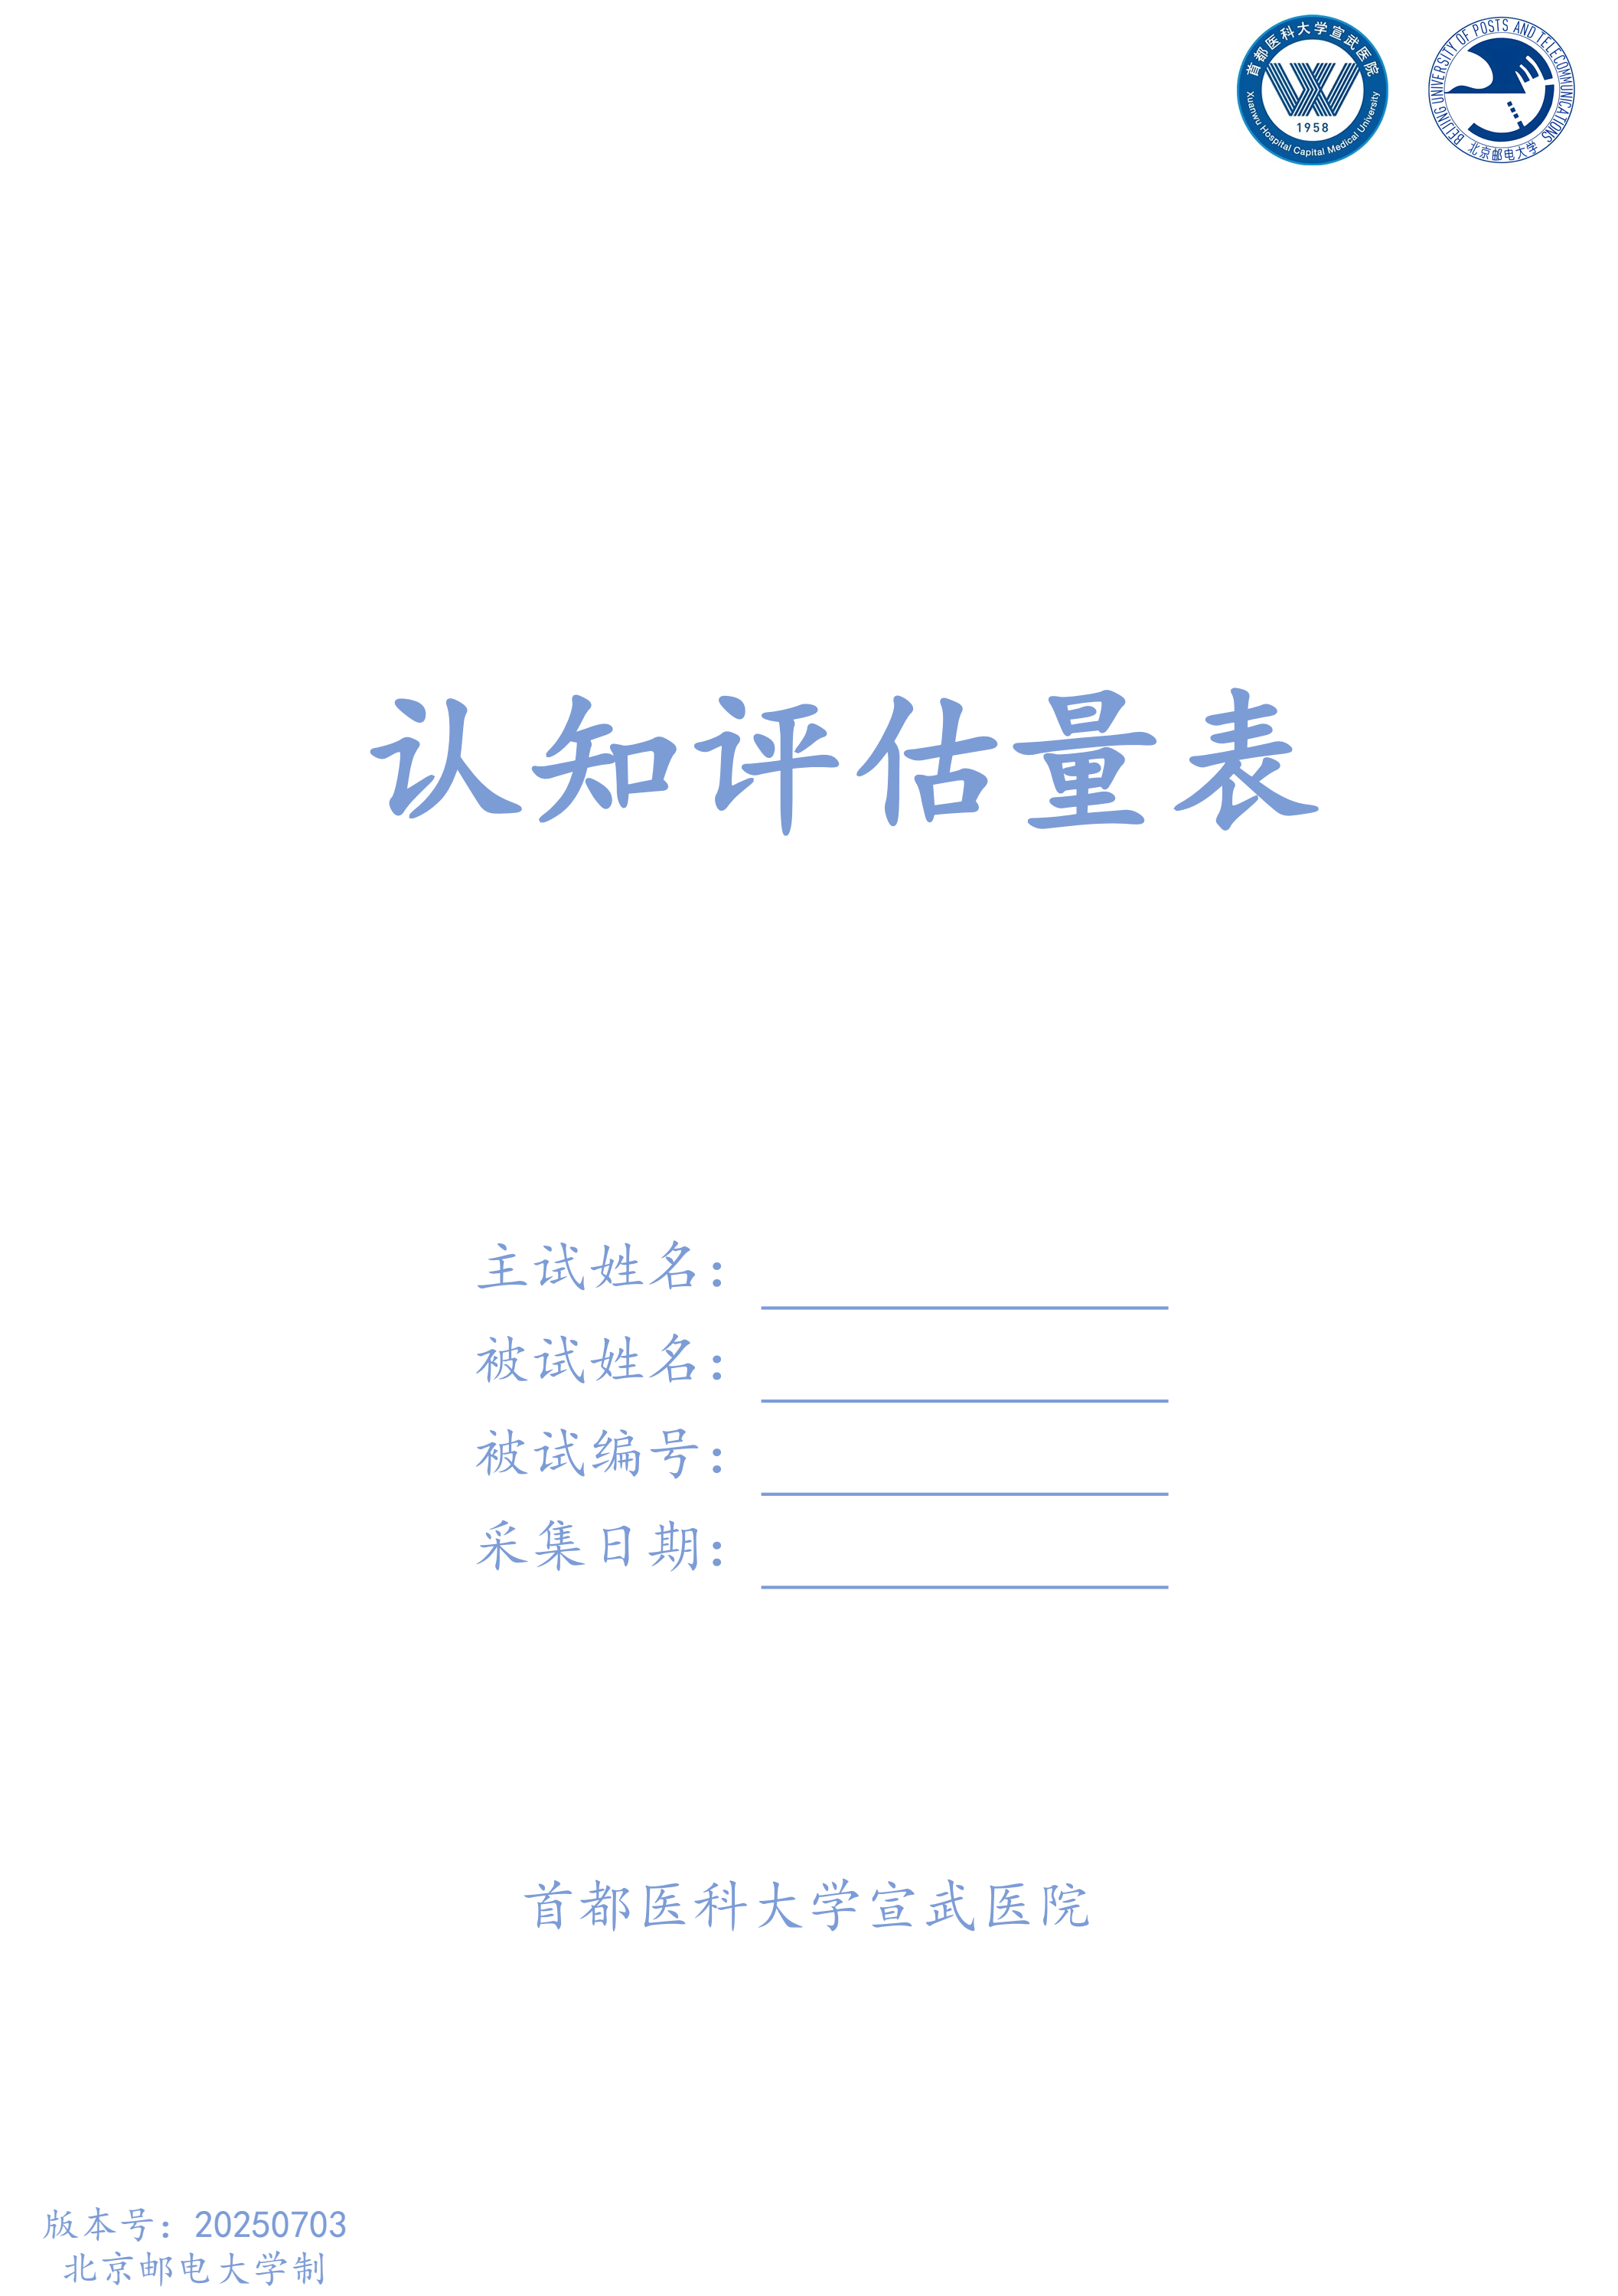 首都医科大学宣武医院
1958
Xuanwu Hospital Capital Medical University
BEIJING UNIVERSITY OF POSTS AND TELECOMMUNICATIONS
北京邮电大学
认知评估量表
主试姓名：
被试姓名：
被试编号：
采集日期：
首都医科大学宣武医院
版本号：20250703
北京邮电大学制